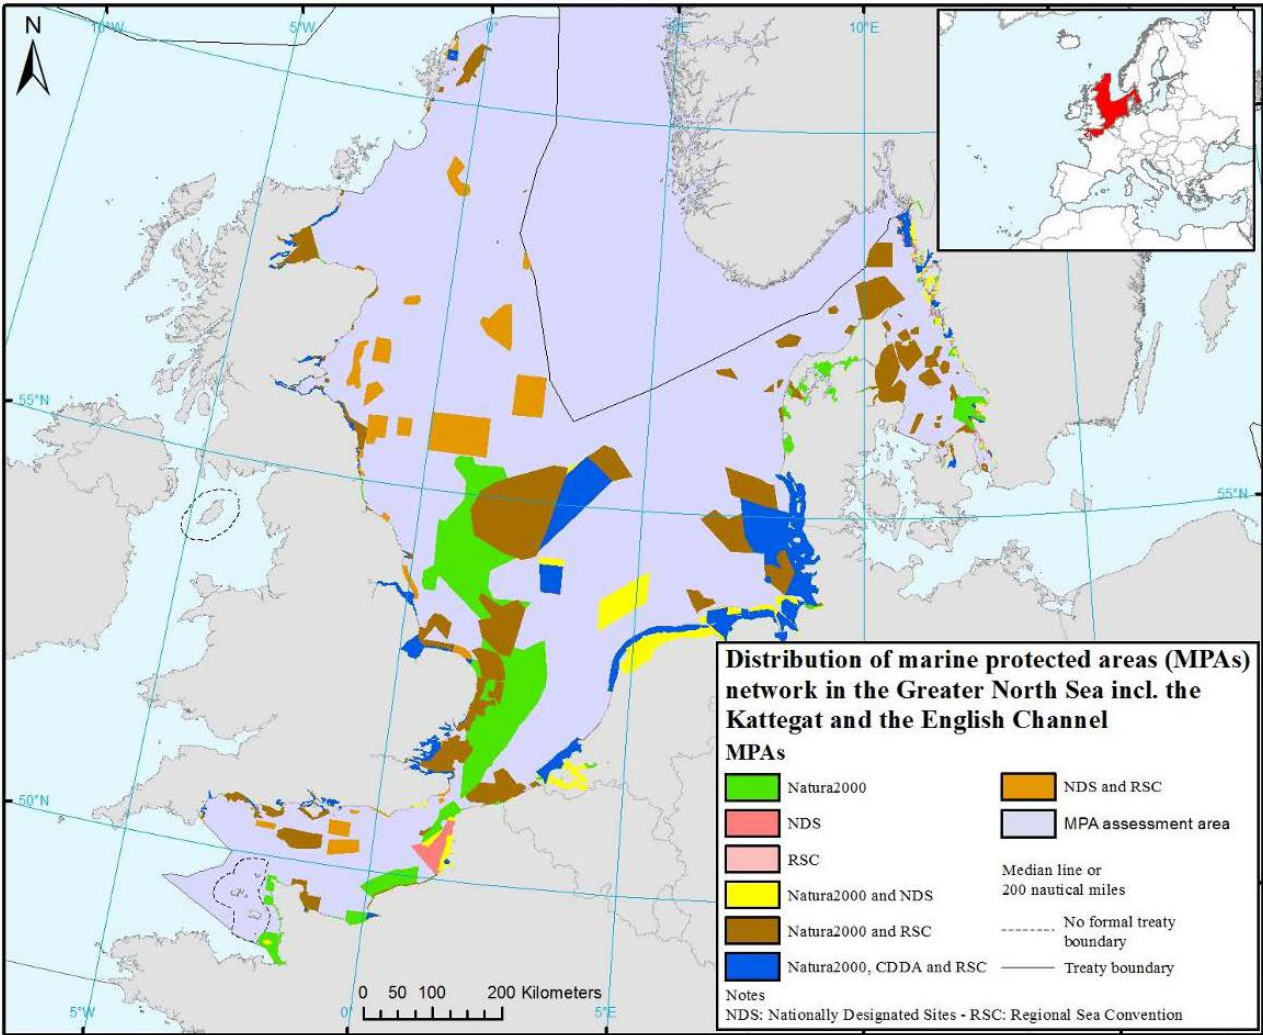 10°W
5°W
0°
5°E
10°E
N
55°N
55°N
50°N
5°W
0°
5°E
0 50 100 200 Kilometers
Distribution of marine protected areas (MPAs)
network in the Greater North Sea incl. the
Kattegat and the English Channel
MPAs
Natura2000
NDS
RSC
Natura2000 and NDS
Natura2000 and RSC
Natura2000, CDDA and RSC
NDS and RSC
MPA assessment area
Median line or
200 nautical miles
No formal treaty
boundary
Treaty boundary
Notes
NDS: Nationally Designated Sites - RSC: Regional Sea Convention